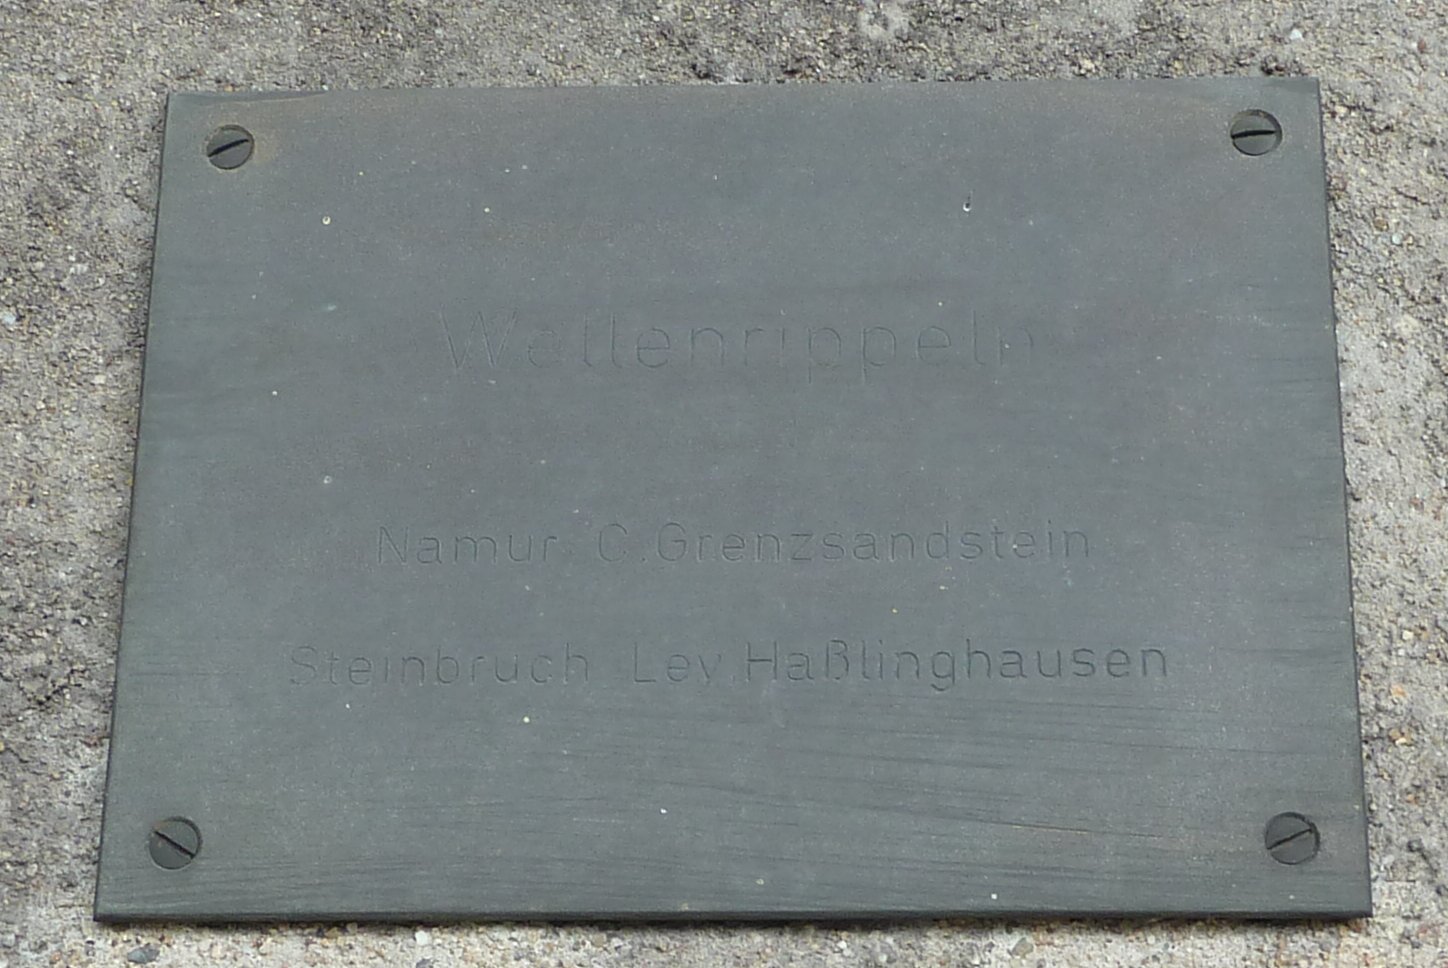 Wellenrippeln
Namur C.Grenzsandstein
Steinbruch Ley Haßlinghausen